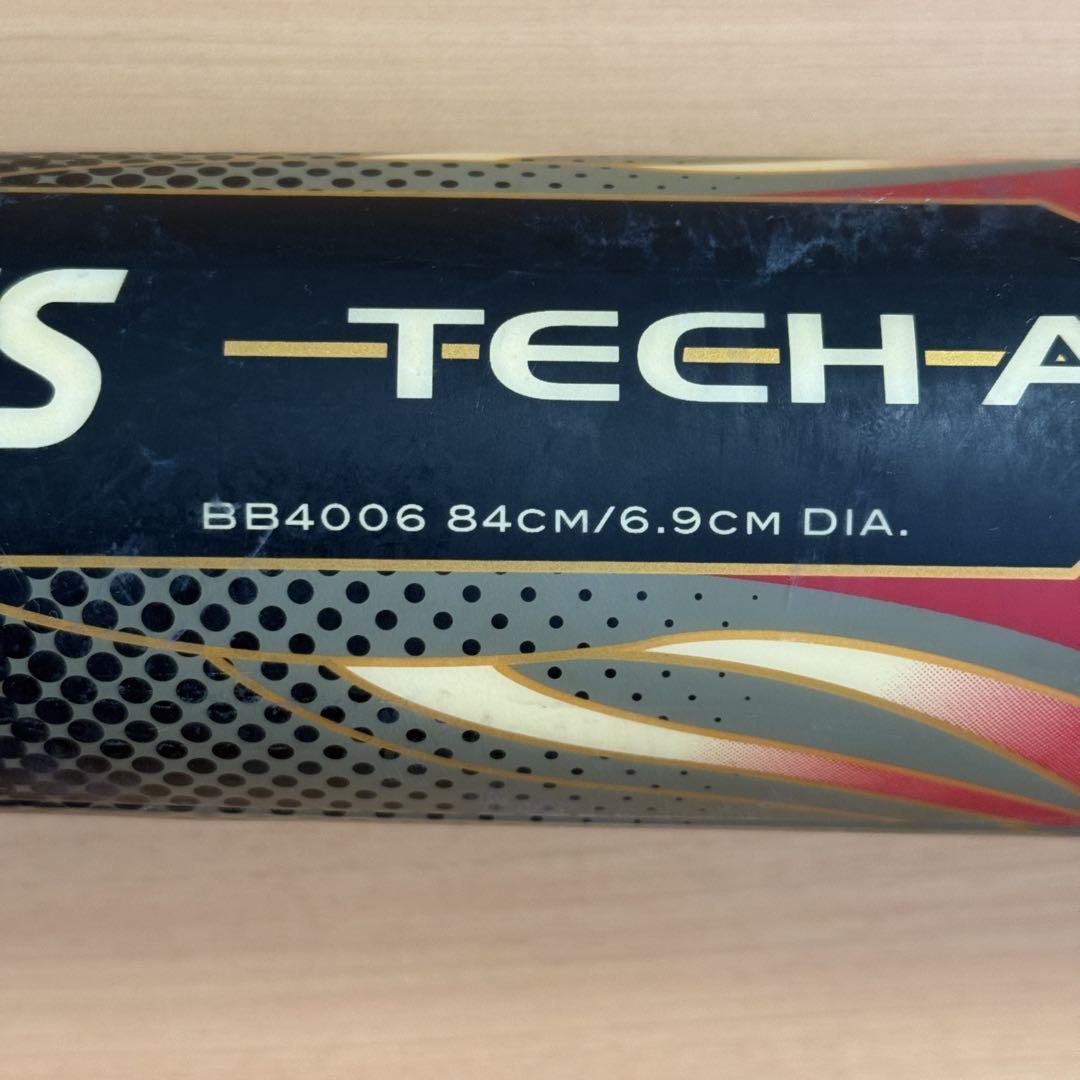 S TECH-A
BB4006 84CM/6.9CM DIA.